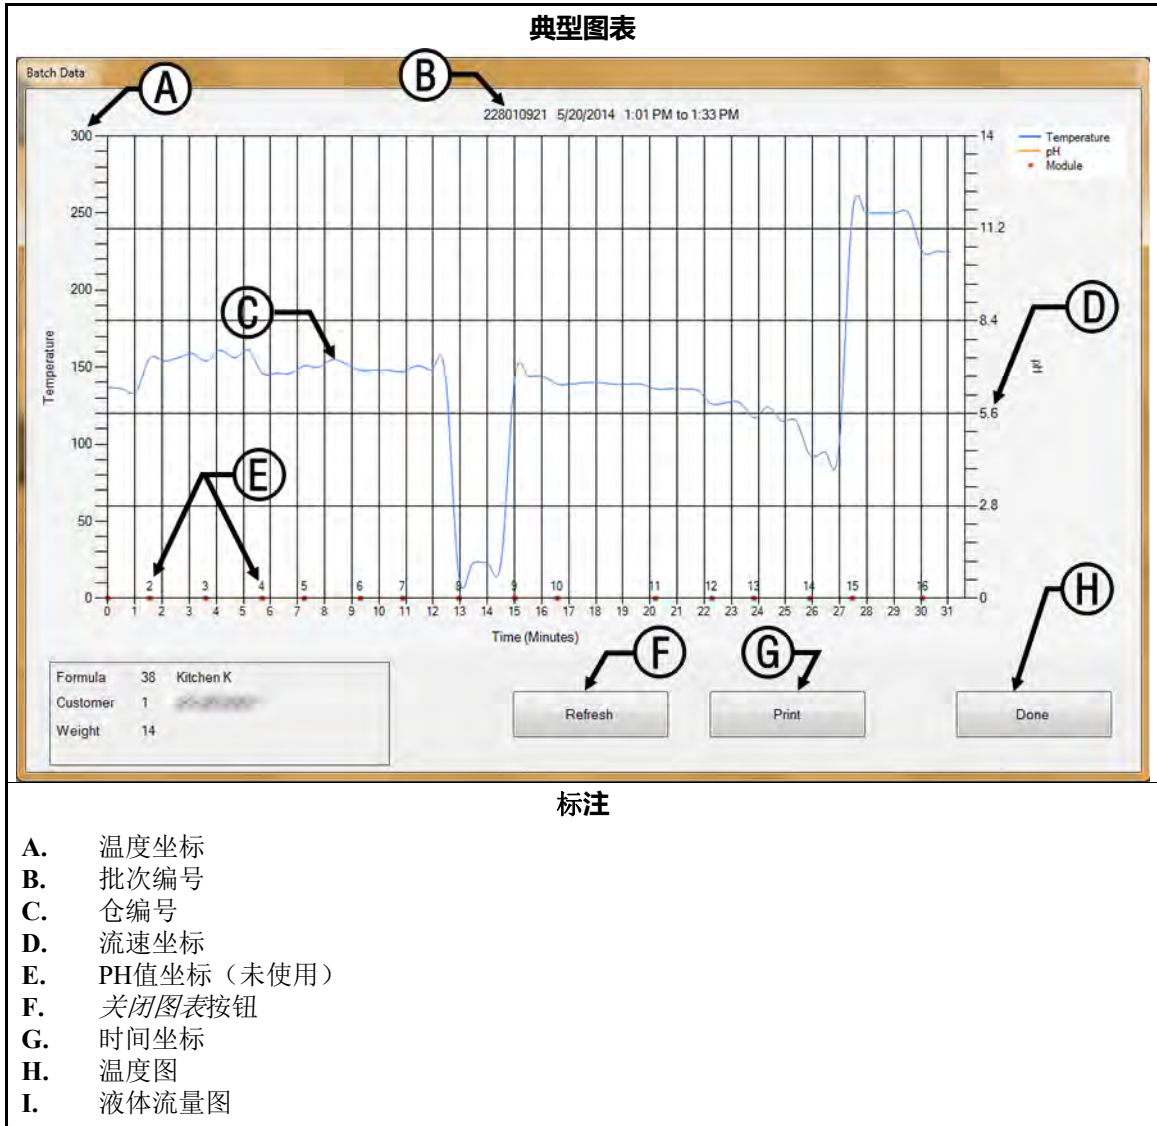 典型图表
Batch Data
A
B
228010921 5/20/2014 1:01 PM to 1:33 PM
Temperature
pH
Module
300
250
200
150
100
50
0
Temperature
14
11.2
8.4
5.6
2.8
0
pH
C
D
E
2 3 4 5 6 7 8 9 10 11 12 13 14 15 16
0 1 2 3 4 5 6 7 8 9 10 11 12 13 14 15 16 17 18 19 20 21 22 23 24 25 26 27 28 29 30 31
Time (Minutes)
F
G
H
Formula 38 Kitchen K
Customer 1
Weight 14
Refresh
Print
Done
标注
A. 温度坐标
B. 批次编号
C. 仓编号
D. 流速坐标
E. PH值坐标（未使用）
F. 关闭图表按钮
G. 时间坐标
H. 温度图
I. 液体流量图